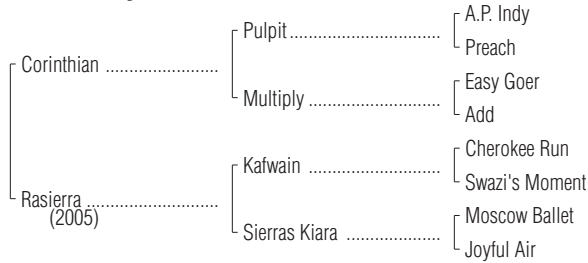 A.P. Indy
Pulpit
Preach
Corinthian
Easy Goer
Multiply
Add
Cherokee Run
Kafwain
Swazi's Moment
Rasierra
(2005)
Moscow Ballet
Sierras Kiara
Joyful Air